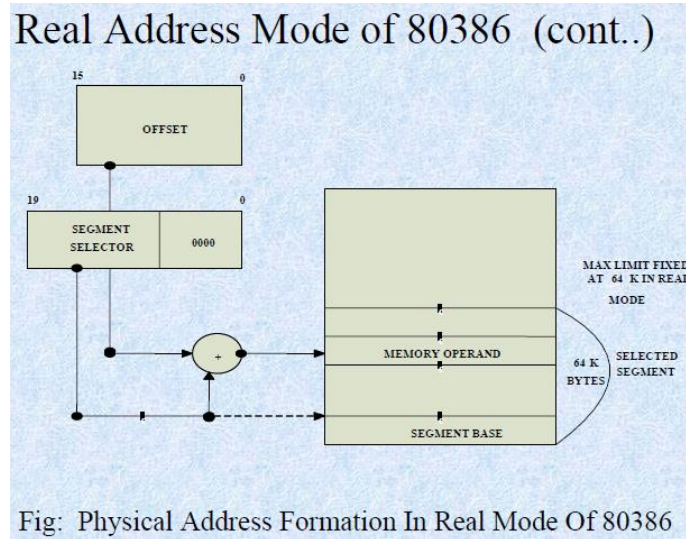 Real Address Mode of 80386 (cont..)
15
0
OFFSET
19
0
SEGMENT
SELECTOR
0000
MAX LIMIT FIXED
AT 64 K IN REAL
MODE
+
MEMORY OPERAND
64 K
BYTES
SELECTED
SEGMENT
SEGMENT BASE
Fig: Physical Address Formation In Real Mode Of 80386